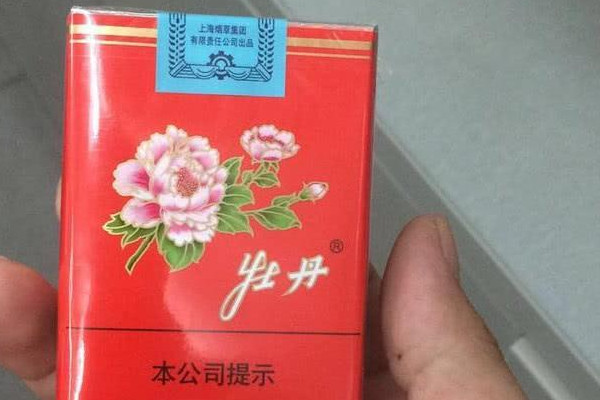 上海烟草集团
有限责任公司出品
牡丹®
本公司提示